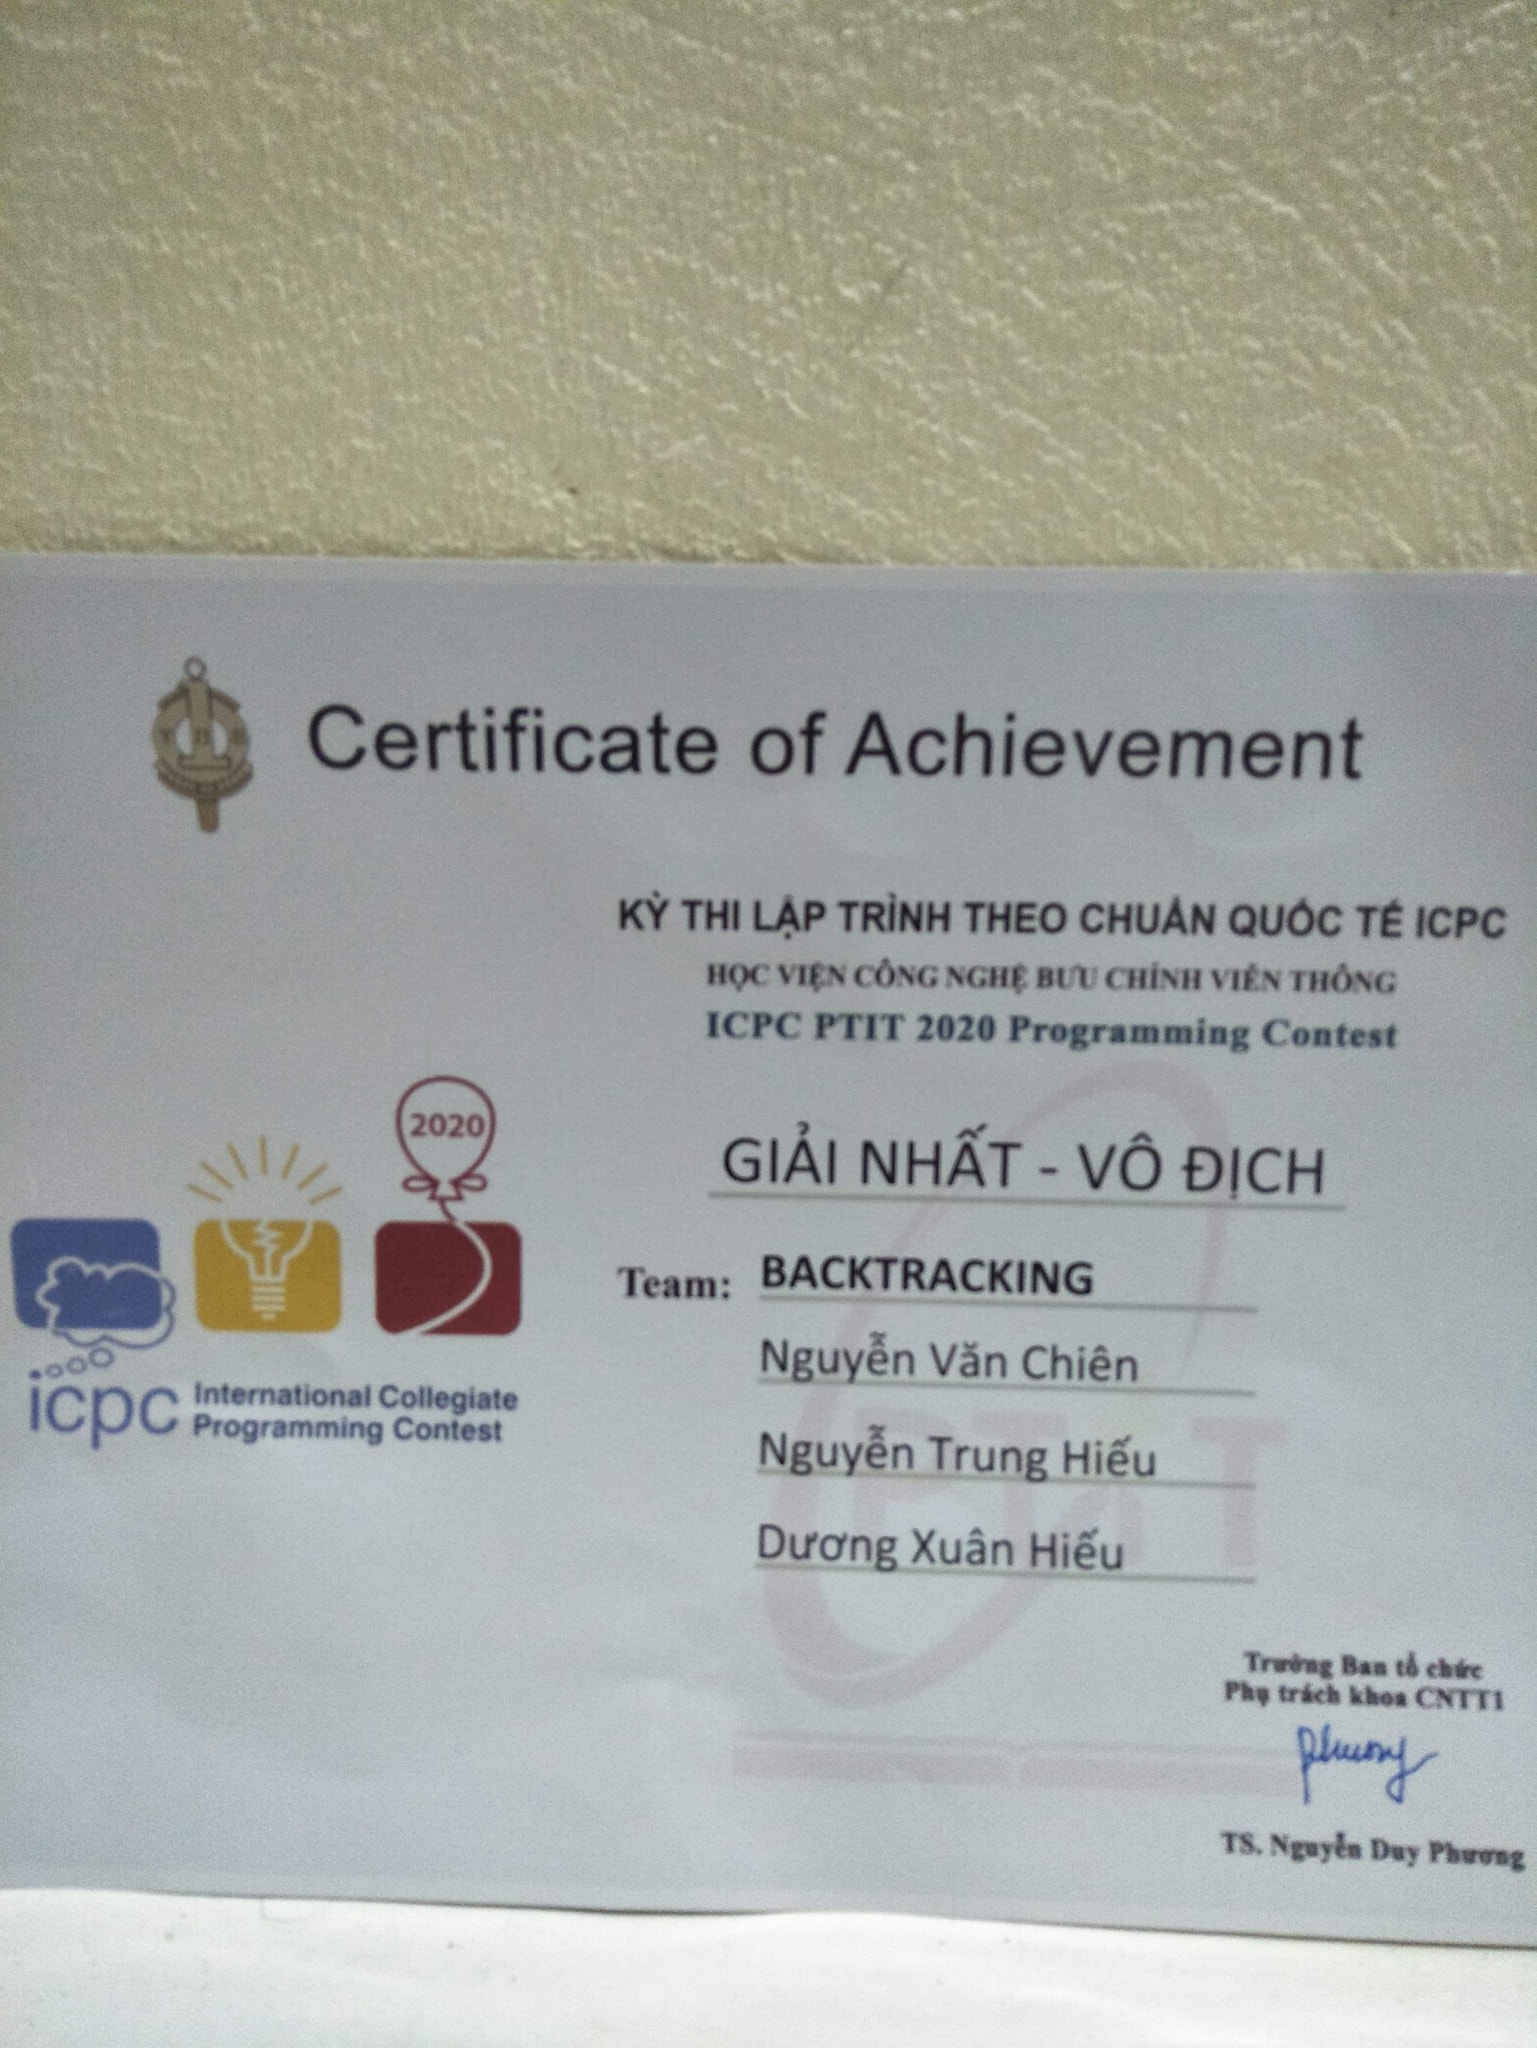 Certificate of Achievement
KỲ THI LẬP TRÌNH THEO CHUẨN QUỐC TẾ ICPC
HỌC VIỆN CÔNG NGHỆ BƯU CHÍNH VIỄN THÔNG
ICPC PTIT 2020 Programming Contest
2020
icpc International Collegiate
Programming Contest
GIẢI NHẤT - VÔ ĐỊCH
Team: BACKTRACKING
Nguyễn Văn Chiên
Nguyễn Trung Hiếu
Dương Xuân Hiếu
PTIT
Trưởng Ban tổ chức
Phụ trách khoa CNTT1
Phương
TS. Nguyễn Duy Phương